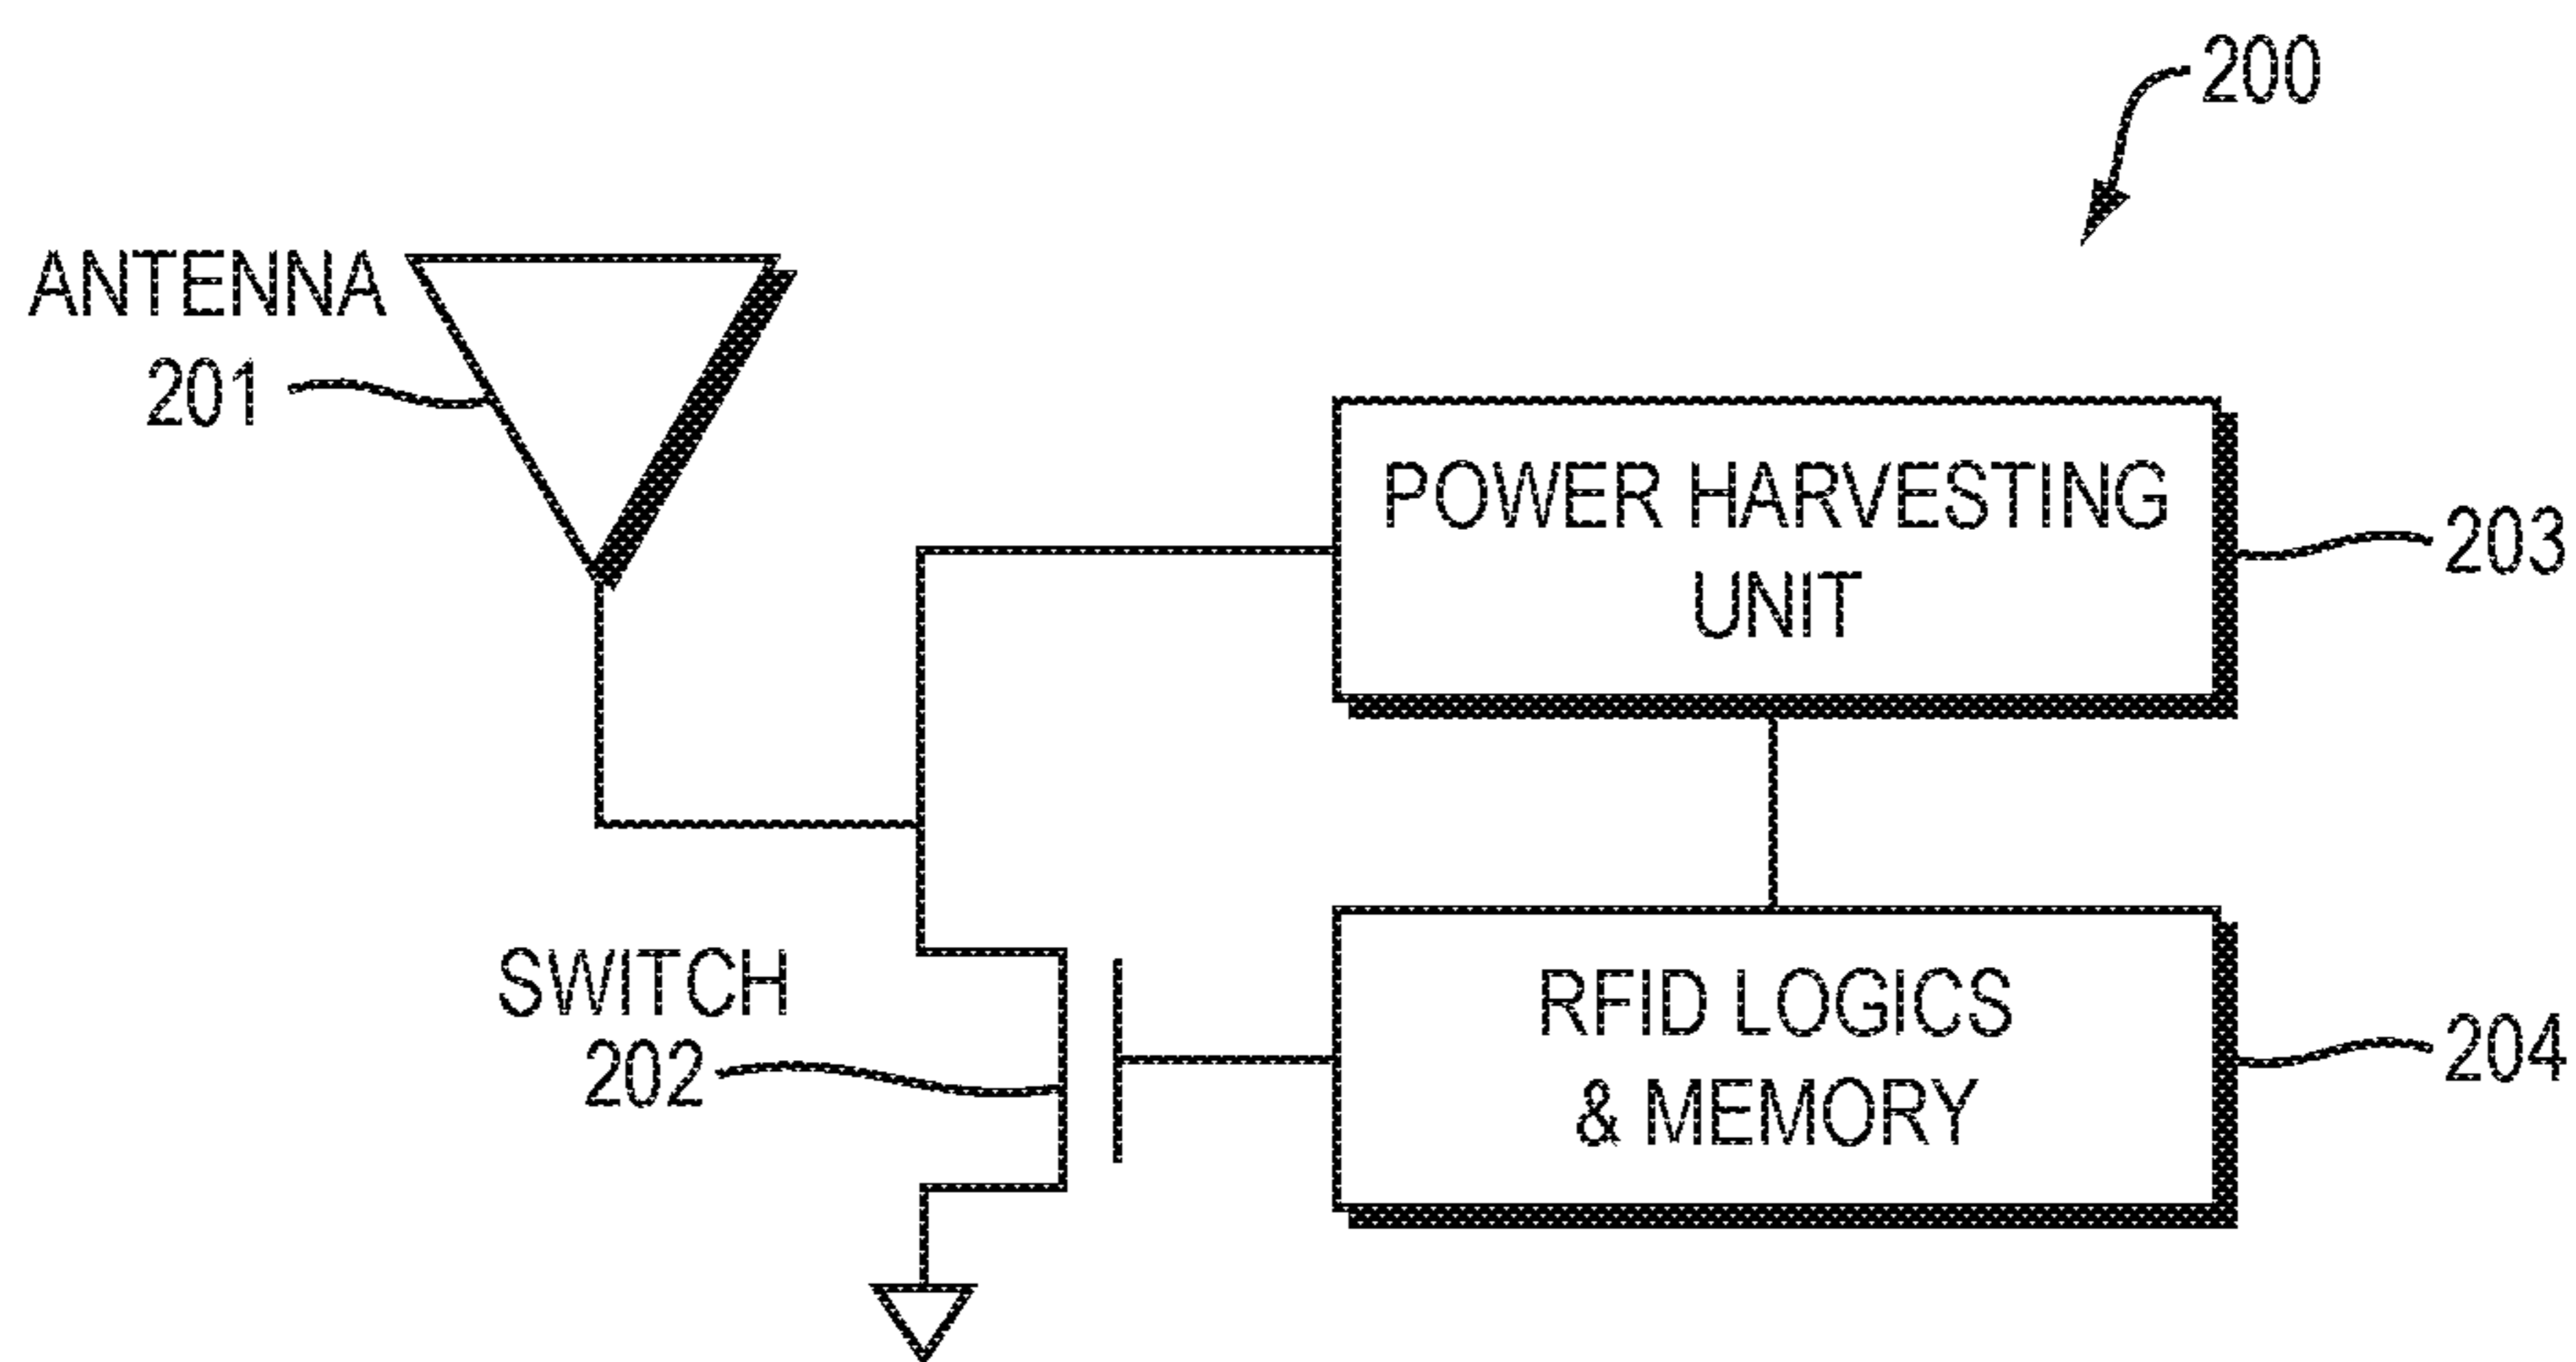 200
ANTENNA
201
POWER HARVESTING
UNIT
203
SWITCH
202
RFID LOGICS
& MEMORY
204